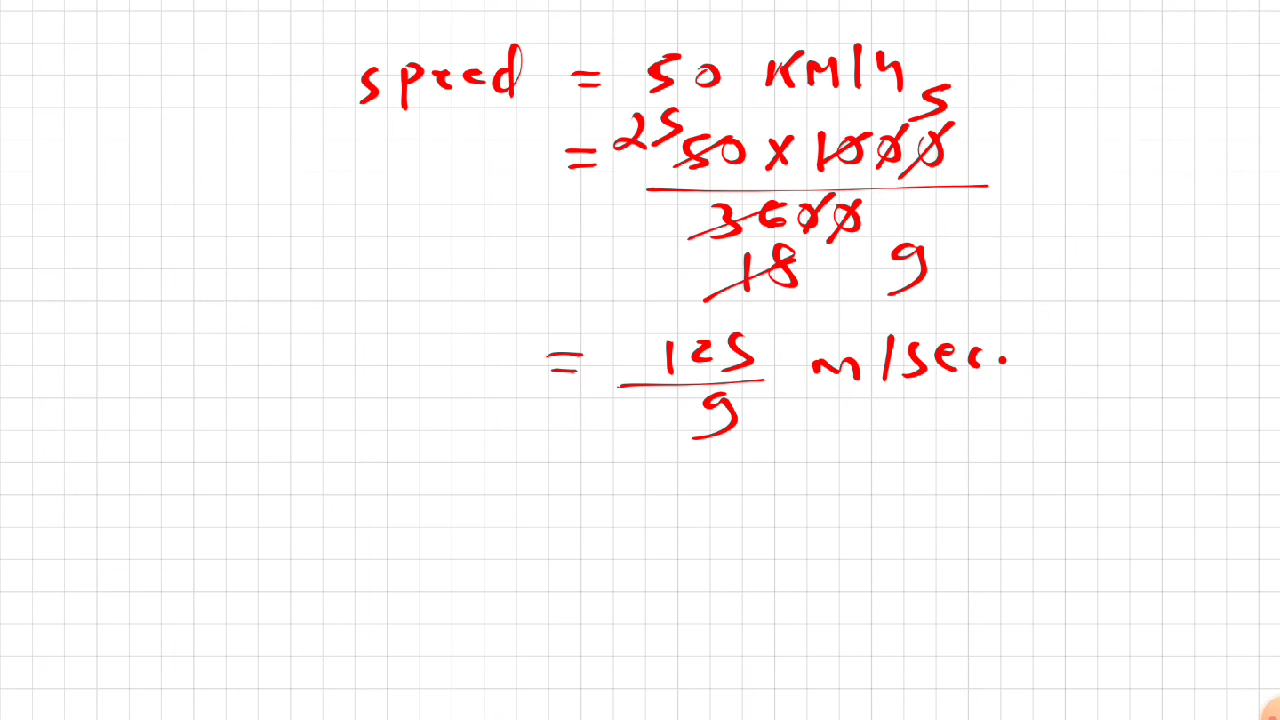 speed = 50 KM/h
5
= 25 50 x 1000
3600
18 9
= 125 m/sec.
9